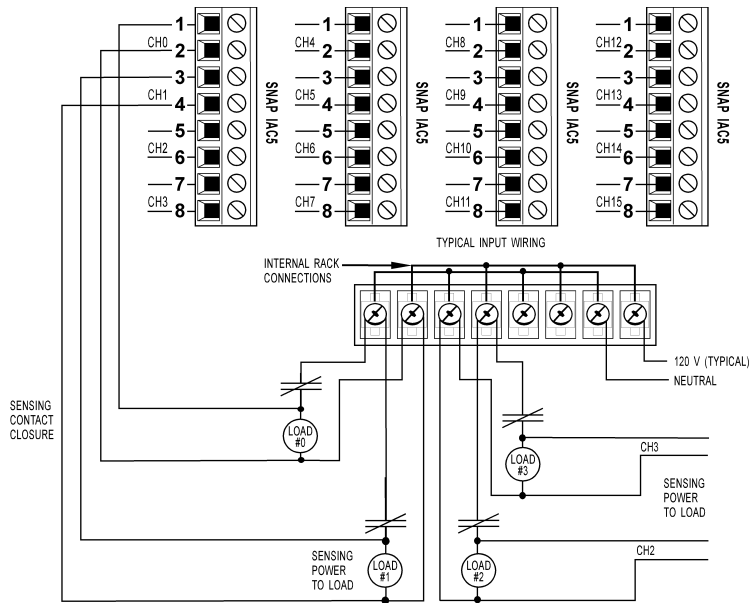 1
CH0
2
3
CH1
4
5
CH2
6
7
CH3
8
SNAP IAC5
1
CH4
2
3
CH5
4
5
CH6
6
7
CH7
8
SNAP IAC5
1
CH8
2
3
CH9
4
5
CH10
6
7
CH11
8
SNAP IAC5
1
CH12
2
3
CH13
4
5
CH14
6
7
CH15
8
SNAP IAC5
TYPICAL INPUT WIRING
INTERNAL RACK
CONNECTIONS
120 V (TYPICAL)
NEUTRAL
SENSING
CONTACT
CLOSURE
LOAD
#0
LOAD
#3
CH3
SENSING
POWER
TO LOAD
SENSING
POWER
TO LOAD
LOAD
#1
LOAD
#2
CH2